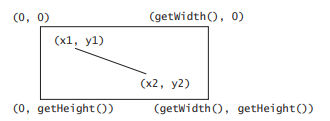 (0, 0) (getWidth(), 0)
(x1, y1)
(x2, y2)
(0, getHeight()) (getWidth(), getHeight())